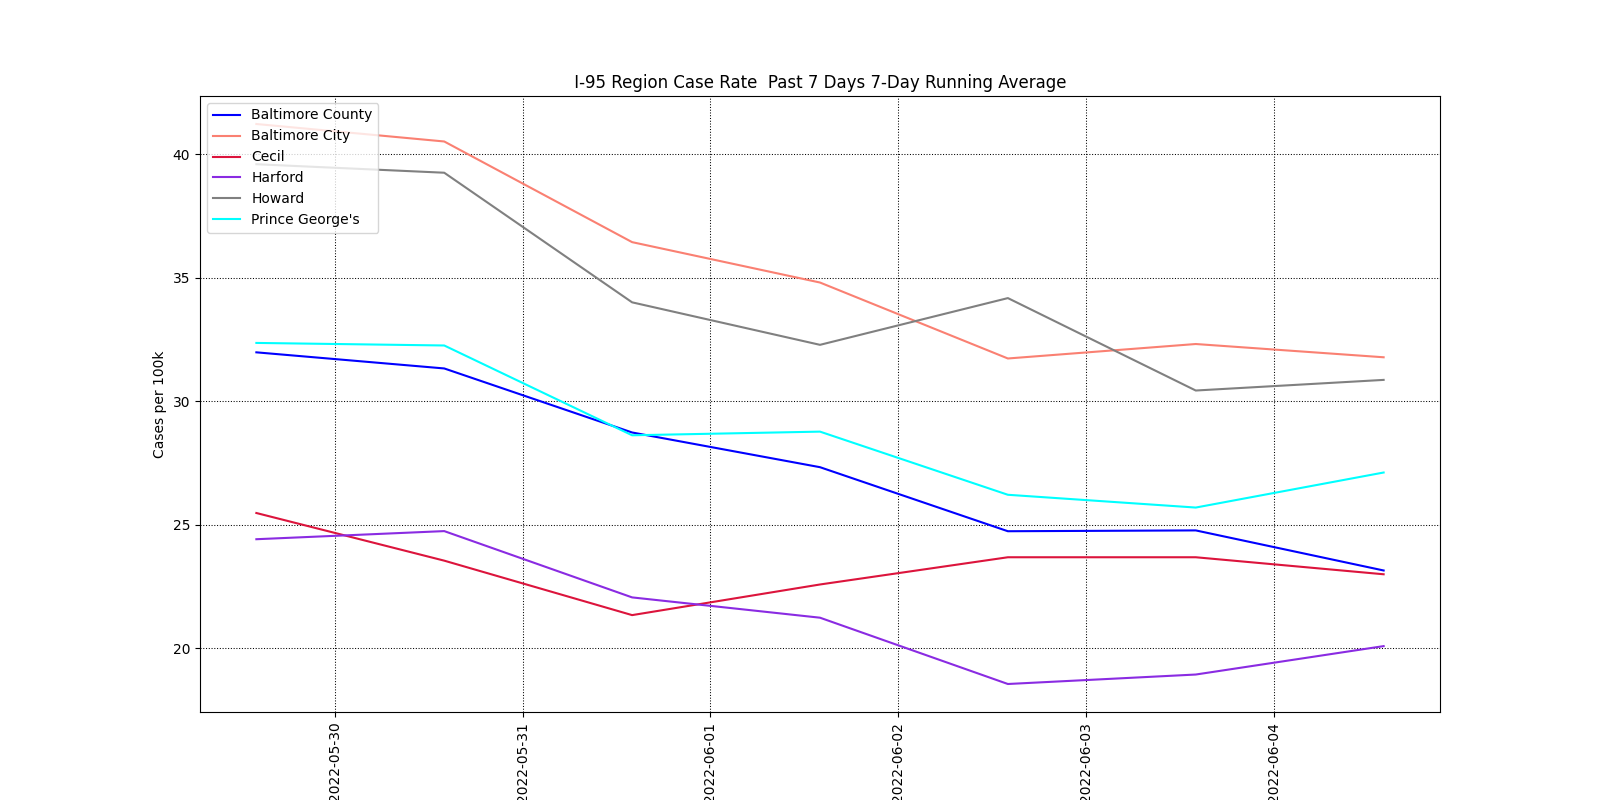 I-95 Region Case Rate  Past 7 Days 7-Day Running Average
Baltimore County
Baltimore City
Cecil
Harford
Howard
Prince George's
40
35
30
25
20
Cases per 100k
2022-05-30
2022-05-31
2022-06-01
2022-06-02
2022-06-03
2022-06-04